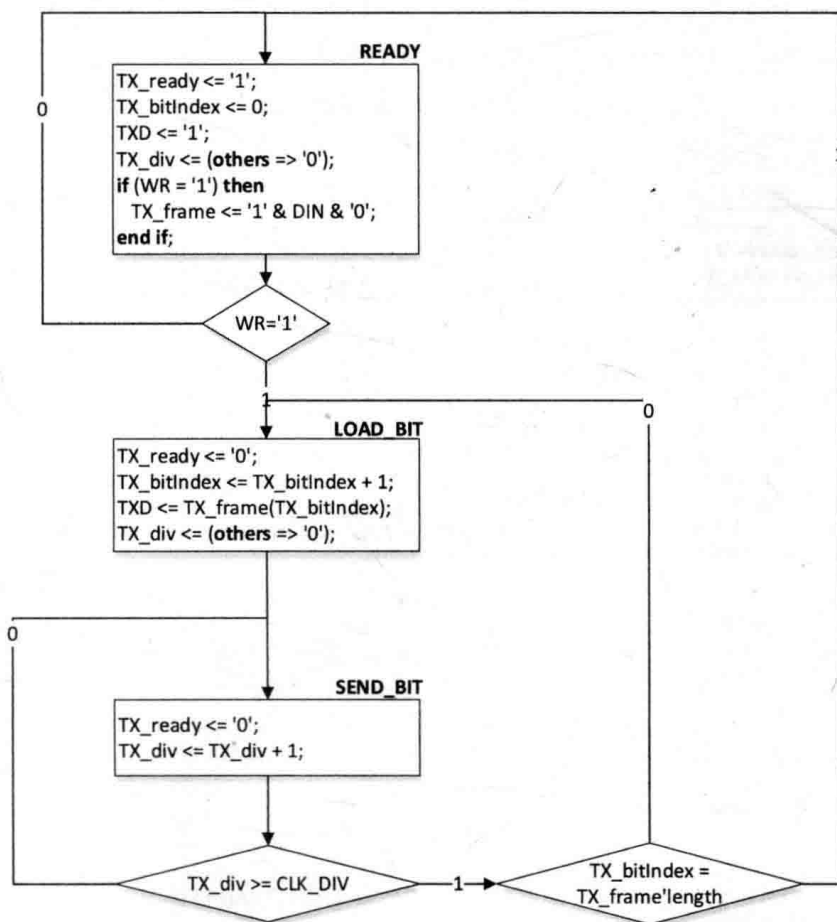 READY
TX_ready <= '1';
TX_bitIndex <= 0;
TXD <= '1';
TX_div <= (others => '0');
if (WR = '1') then
TX_frame <= '1' & DIN & '0';
end if;
0
WR='1'
1
0
LOAD_BIT
TX_ready <= '0';
TX_bitIndex <= TX_bitIndex + 1;
TXD <= TX_frame(TX_bitIndex);
TX_div <= (others => '0');
0
SEND_BIT
TX_ready <= '0';
TX_div <= TX_div + 1;
TX_div >= CLK_DIV
1
TX_bitIndex =
TX_frame'length